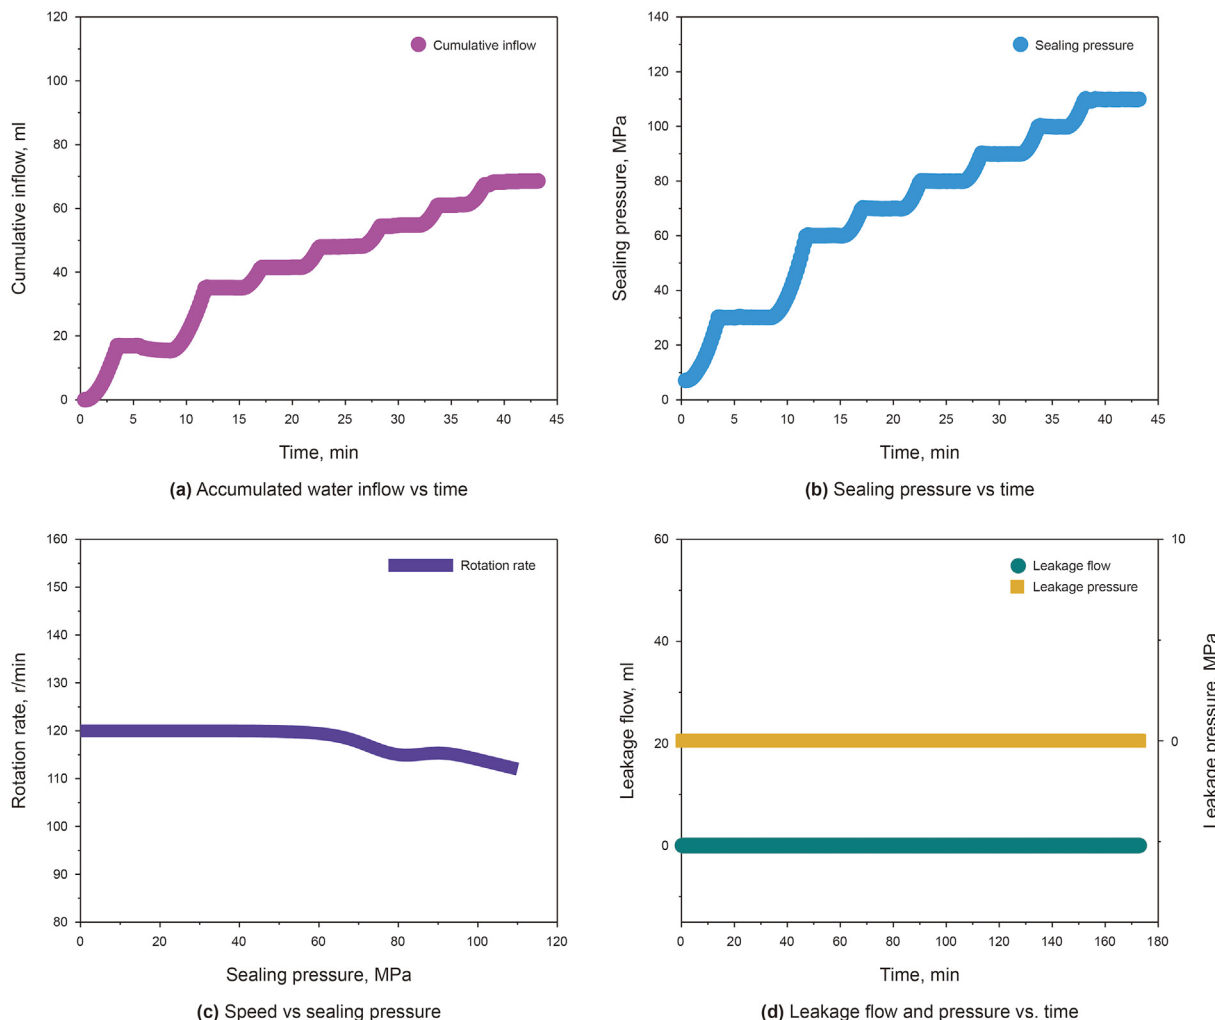 120
100
80
60
40
20
0
Cumulative inflow, ml
Cumulative inflow
0 5 10 15 20 25 30 35 40 45
Time, min
(a) Accumulated water inflow vs time
140
120
100
80
60
40
20
0
Sealing pressure, MPa
Sealing pressure
0 5 10 15 20 25 30 35 40 45
Time, min
(b) Sealing pressure vs time
160
150
140
130
120
110
100
90
80
Rotation rate, r/min
Rotation rate
0 20 40 60 80 100 120
Sealing pressure, MPa
(c) Speed vs sealing pressure
60
40
20
0
Leakage flow, ml
Leakage flow
Leakage pressure
10
0
Leakage pressure, MPa
0 20 40 60 80 100 120 140 160 180
Time, min
(d) Leakage flow and pressure vs. time